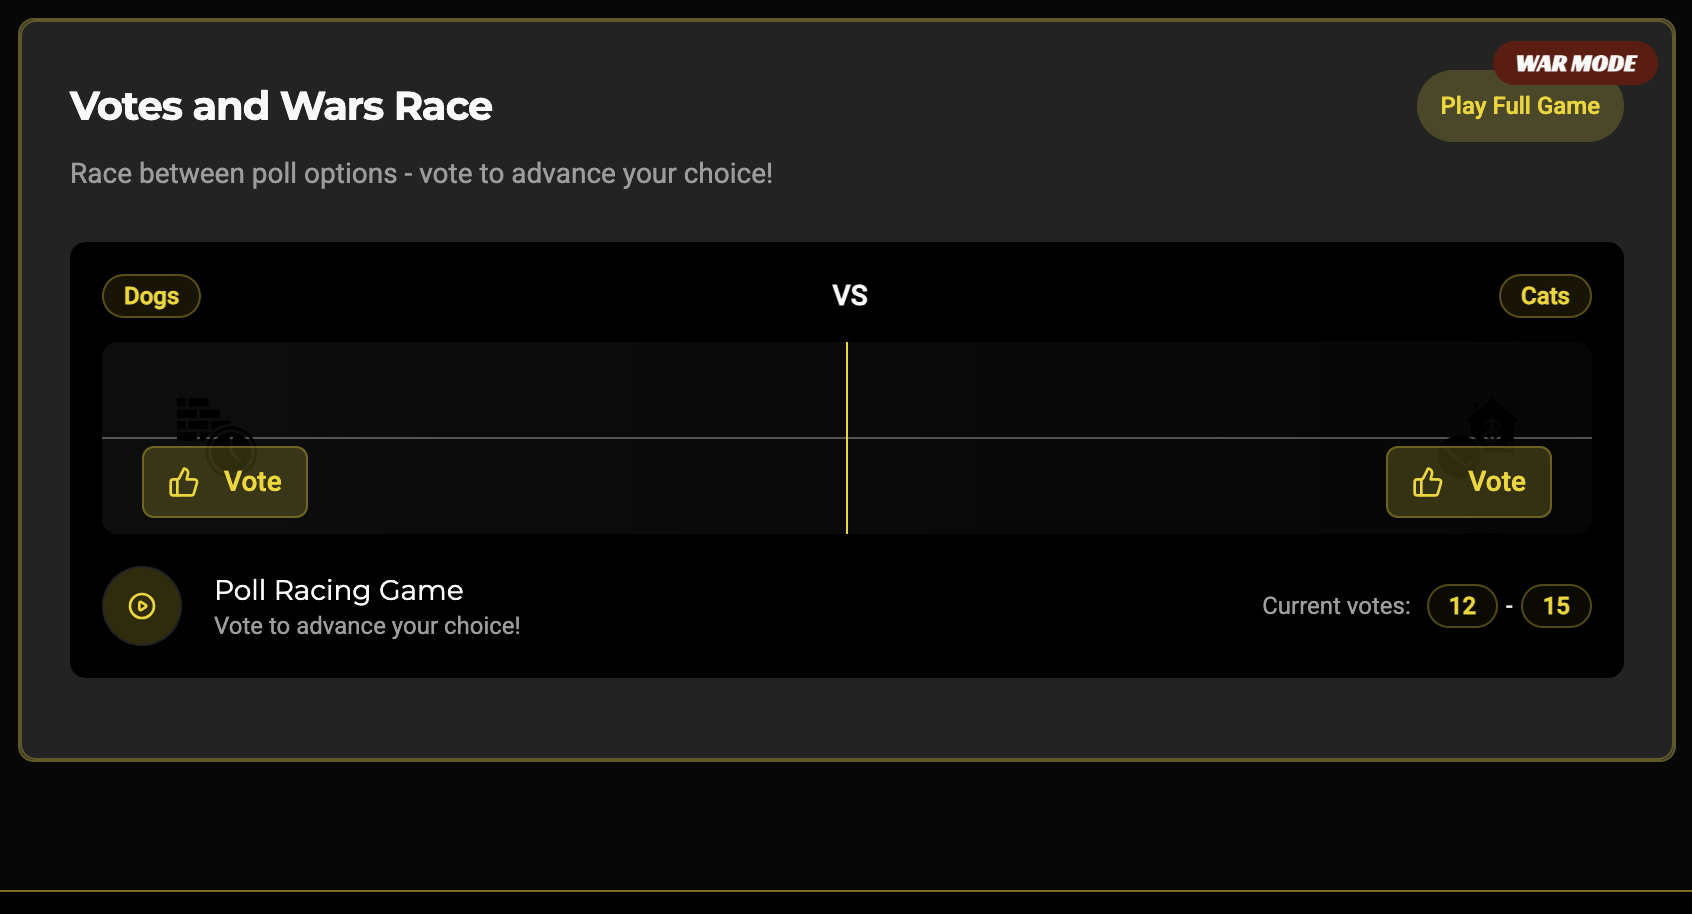 WAR MODE
Votes and Wars Race
Play Full Game
Race between poll options - vote to advance your choice!
Dogs
VS
Cats
Vote
Vote
Poll Racing Game
Vote to advance your choice!
Current votes: 12 - 15